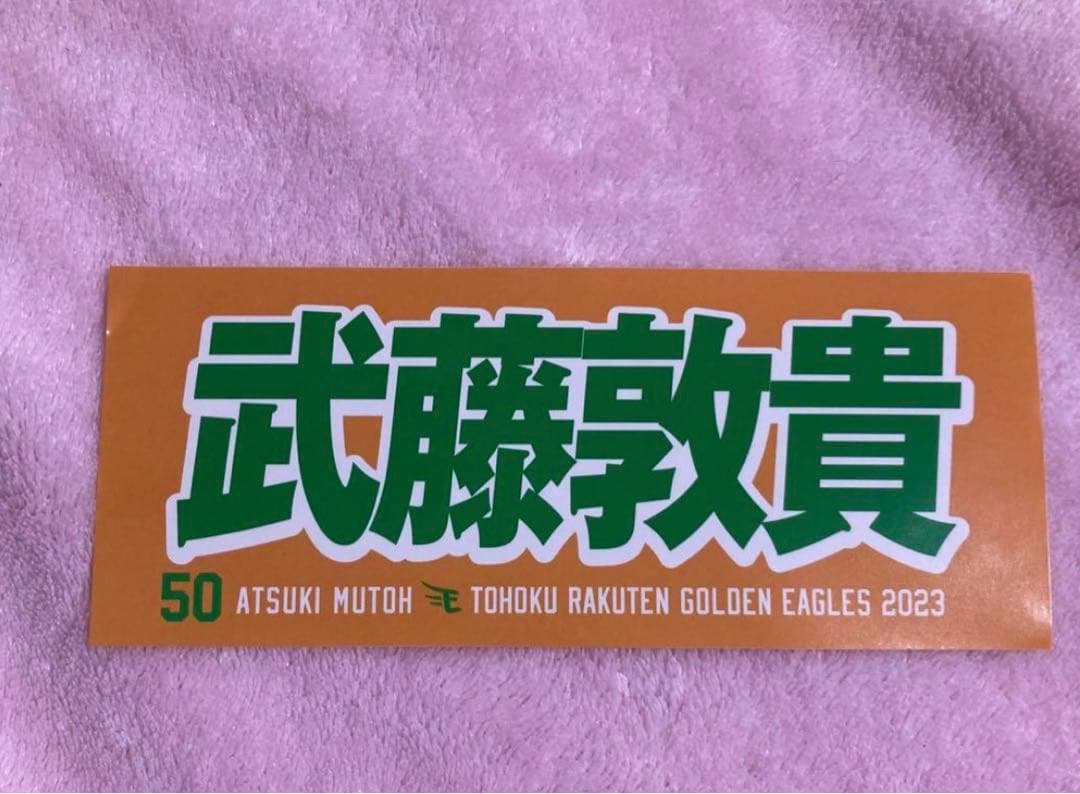 武藤敦貴
50 ATSUKI MUTOH E TOHOKU RAKUTEN GOLDEN EAGLES 2023